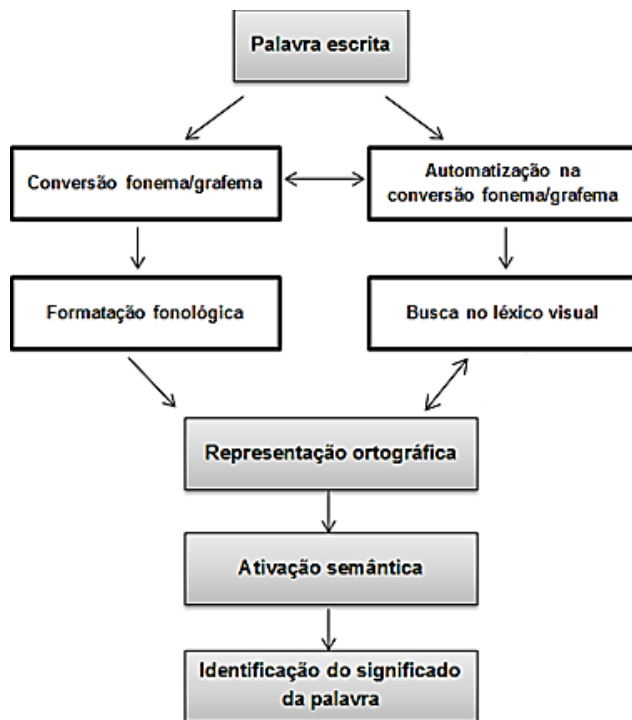 Palavra escrita
Conversão fonema/grafema
Automatização na
conversão fonema/grafema
Formatação fonológica
Busca no léxico visual
Representação ortográfica
Ativação semântica
Identificação do significado
da palavra